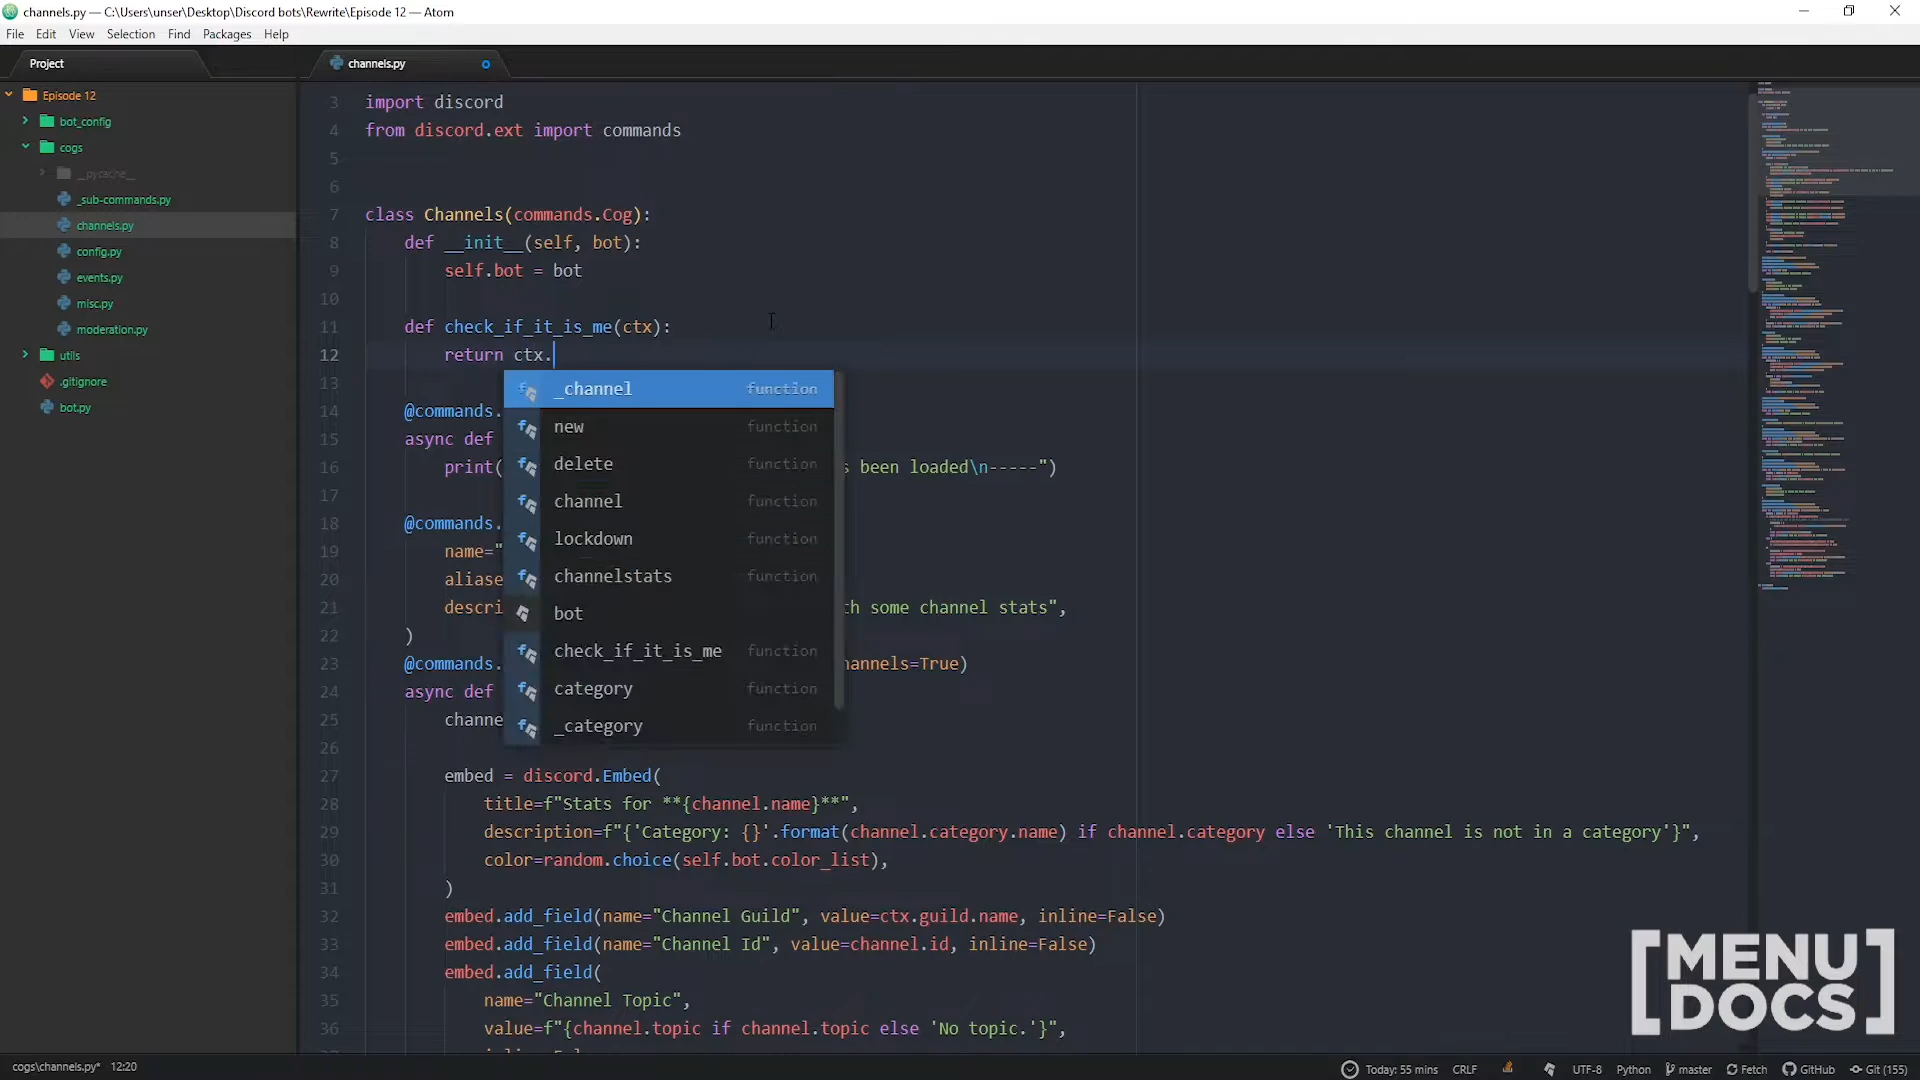 channels.py — C:\Users\unser\Desktop\Discord bots\Rewrite\Episode 12 — Atom
File Edit View Selection Find Packages Help
Project
channels.py
Episode 12
bot_config
cogs
__pycache__
_sub-commands.py
channels.py
config.py
events.py
misc.py
moderation.py
utils
.gitignore
bot.py
3 import discord
4 from discord.ext import commands
5
6
7 class Channels(commands.Cog):
8 def __init__(self, bot):
9 self.bot = bot
10
11 def check_if_it_is_me(ctx):
12 return ctx.
13
14 @commands.
15 async def
16 print( s been loaded\n-----")
17
18 @commands.
19 name="
20 aliase
21 descri th some channel stats",
22 )
23 @commands. hannels=True)
24 async def
25 channe
26
27 embed = discord.Embed(
28 title=f"Stats for **{channel.name}**",
29 description=f"{'Category: {}'.format(channel.category.name) if channel.category else 'This channel is not in a category'}",
30 color=random.choice(self.bot.color_list),
31 )
32 embed.add_field(name="Channel Guild", value=ctx.guild.name, inline=False)
33 embed.add_field(name="Channel Id", value=channel.id, inline=False)
34 embed.add_field(
35 name="Channel Topic",
36 value=f"{channel.topic if channel.topic else 'No topic.'}",
_channel function
new function
delete function
channel function
lockdown function
channelstats function
bot
check_if_it_is_me function
category function
_category function
[MENU
DOCS]
cogs\channels.py* 12:20
Today: 55 mins CRLF UTF-8 Python master Fetch GitHub Git (155)